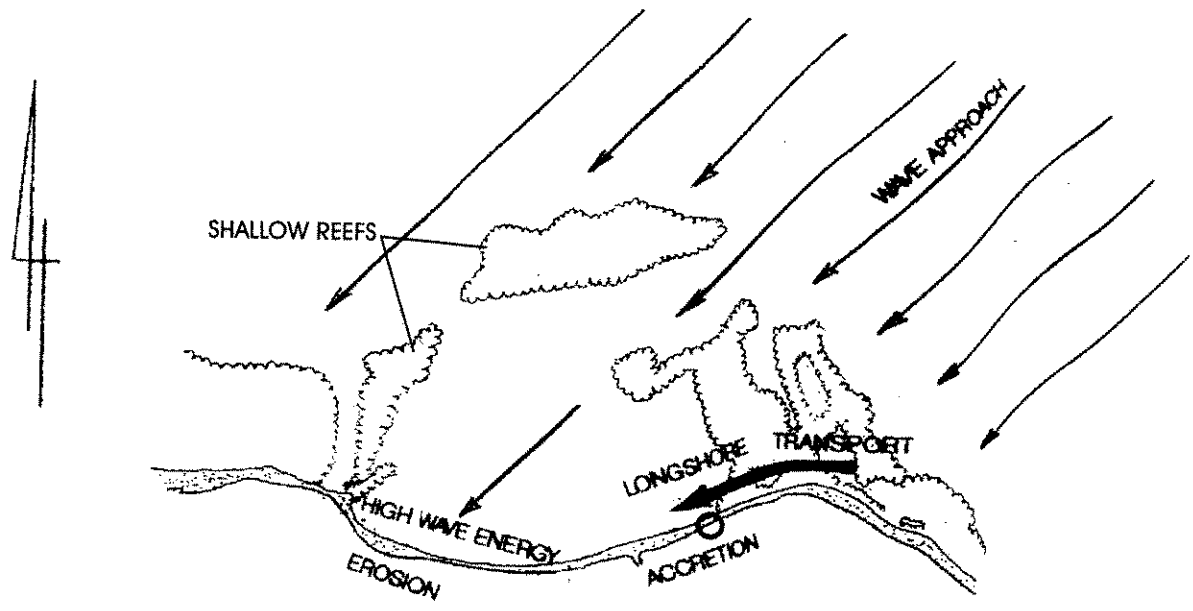 WAVE APPROACH
SHALLOW REEFS
LONGSHORE TRANSPORT
HIGH WAVE ENERGY
EROSION
ACCRETION